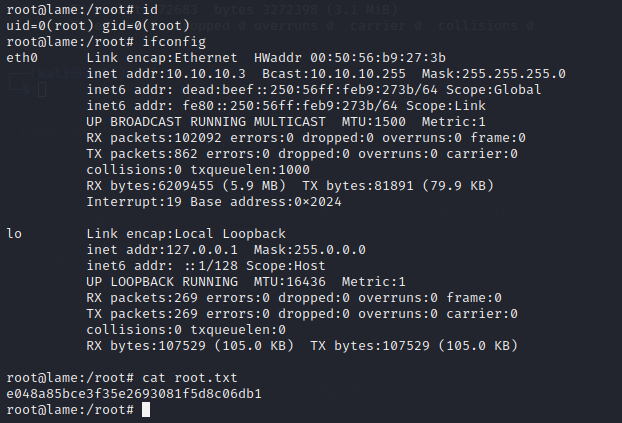 root@lame:/root# id
uid=0(root) gid=0(root)
root@lame:/root# ifconfig
eth0      Link encap:Ethernet  HWaddr 00:50:56:b9:27:3b
          inet addr:10.10.10.3  Bcast:10.10.10.255  Mask:255.255.255.0
          inet6 addr: dead:beef::250:56ff:feb9:273b/64 Scope:Global
          inet6 addr: fe80::250:56ff:feb9:273b/64 Scope:Link
          UP BROADCAST RUNNING MULTICAST  MTU:1500  Metric:1
          RX packets:102092 errors:0 dropped:0 overruns:0 frame:0
          TX packets:862 errors:0 dropped:0 overruns:0 carrier:0
          collisions:0 txqueuelen:1000
          RX bytes:6209455 (5.9 MB)  TX bytes:81891 (79.9 KB)
          Interrupt:19 Base address:0×2024

lo        Link encap:Local Loopback
          inet addr:127.0.0.1  Mask:255.0.0.0
          inet6 addr: ::1/128 Scope:Host
          UP LOOPBACK RUNNING  MTU:16436  Metric:1
          RX packets:269 errors:0 dropped:0 overruns:0 frame:0
          TX packets:269 errors:0 dropped:0 overruns:0 carrier:0
          collisions:0 txqueuelen:0
          RX bytes:107529 (105.0 KB)  TX bytes:107529 (105.0 KB)

root@lame:/root# cat root.txt
e048a85bce3f35e2693081f5d8c06db1
root@lame:/root#